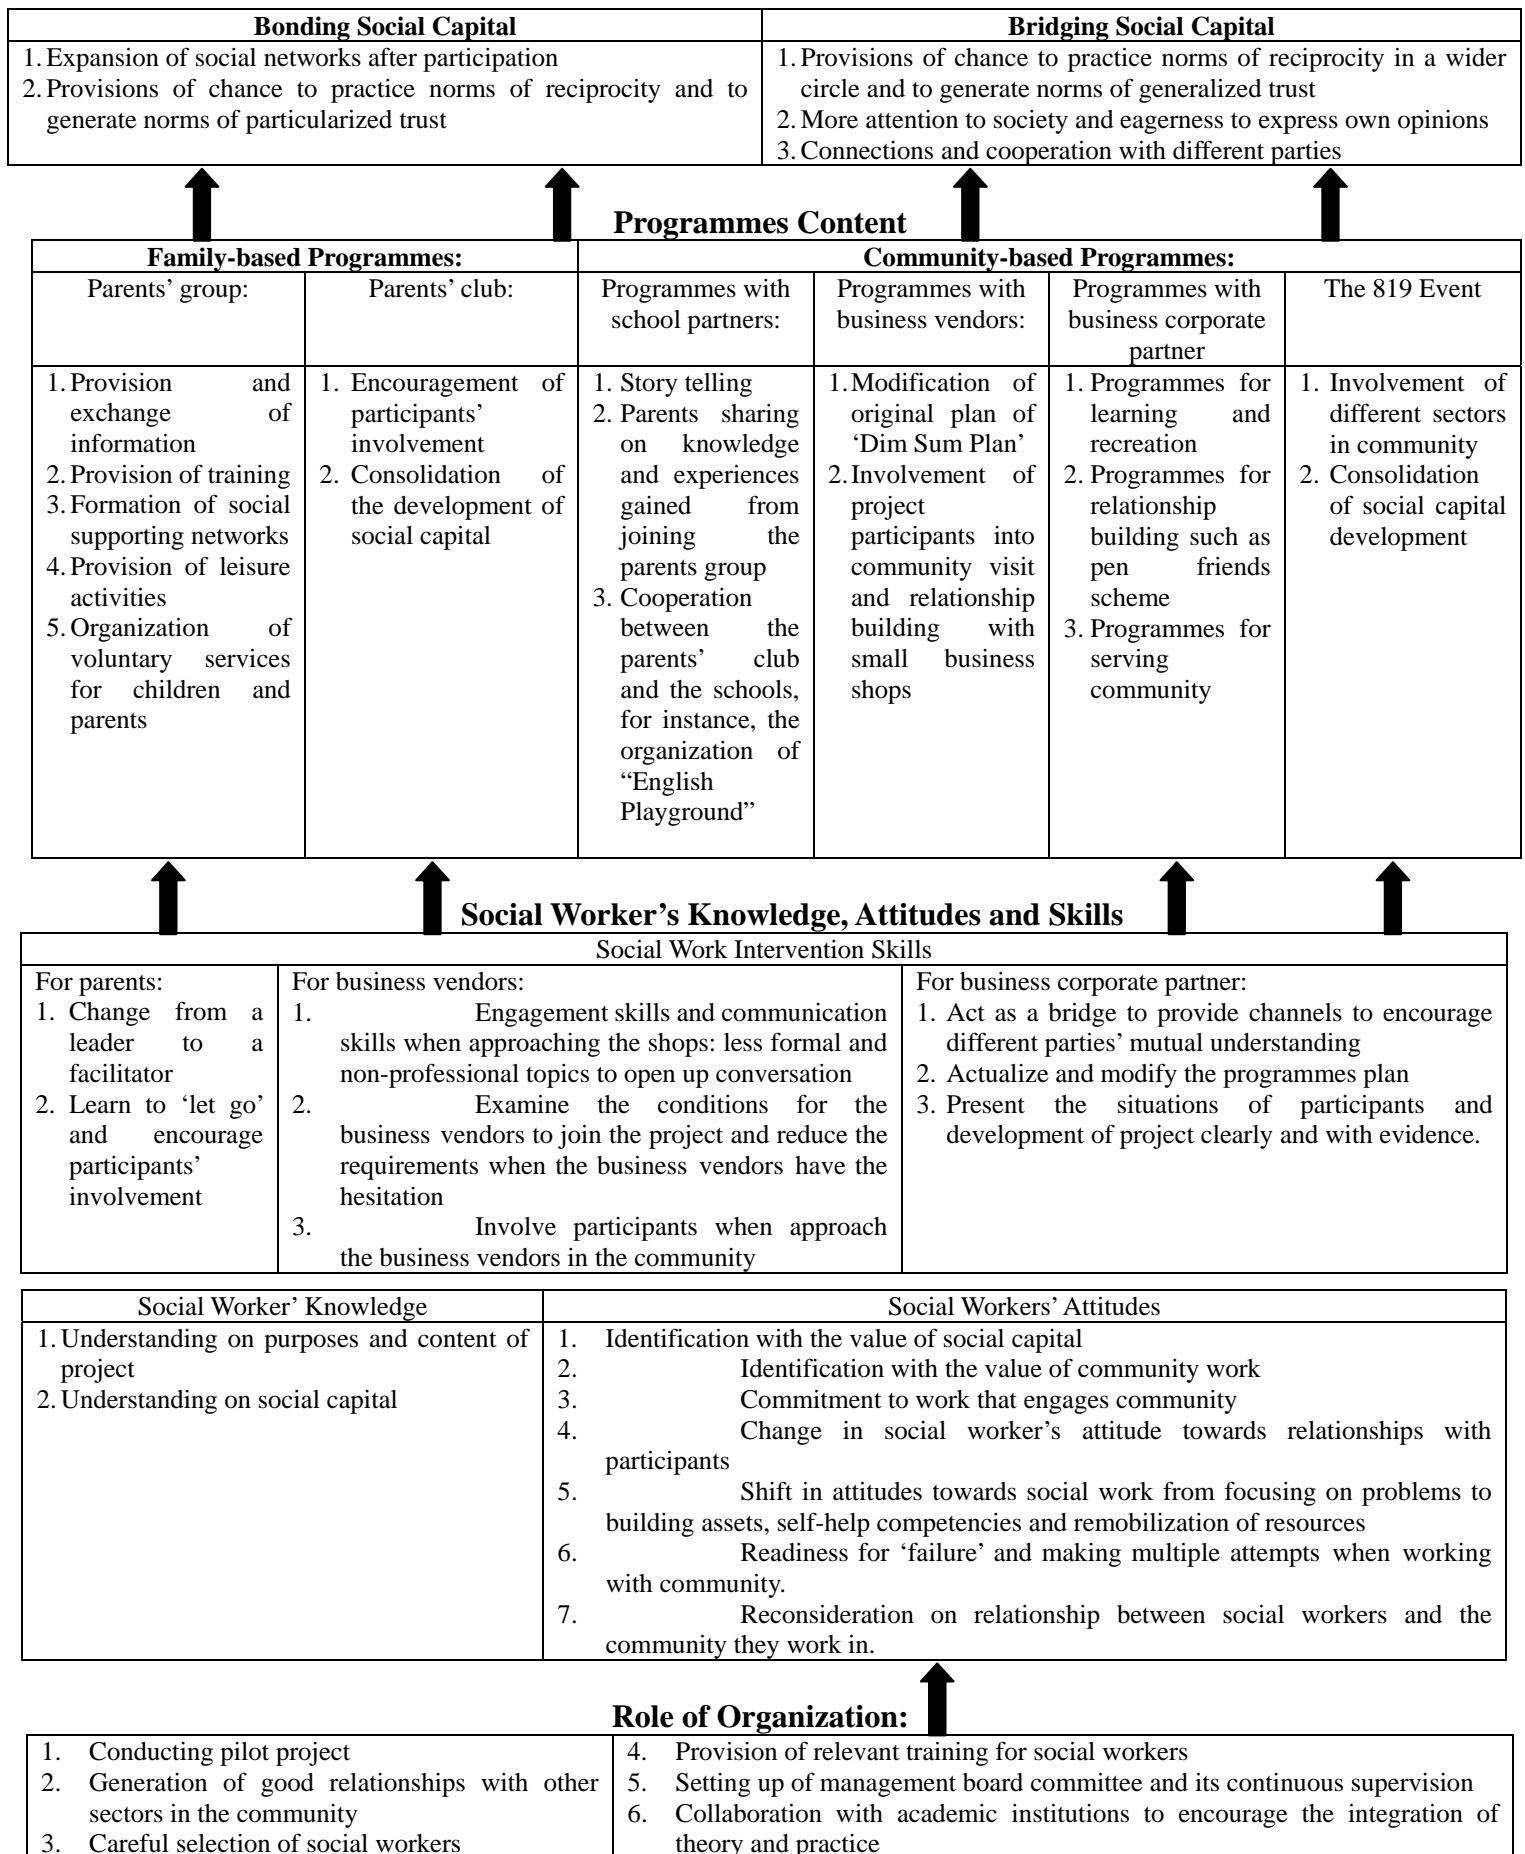 Bonding Social Capital
1. Expansion of social networks after participation
2. Provisions of chance to practice norms of reciprocity and to
generate norms of particularized trust
Bridging Social Capital
1. Provisions of chance to practice norms of reciprocity in a wider
circle and to generate norms of generalized trust
2. More attention to society and eagerness to express own opinions
3. Connections and cooperation with different parties
Programmes Content
Family-based Programmes:
Community-based Programmes:
Parents' group:
Parents' club:
Programmes with
school partners:
Programmes with
business vendors:
Programmes with
business corporate
partner
The 819 Event
1. Provision and
exchange of
information
2. Provision of training
3. Formation of social
supporting networks
4. Provision of leisure
activities
5. Organization of
voluntary services
for children and
parents
1. Encouragement of
participants'
involvement
2. Consolidation of
the development of
social capital
1. Story telling
2. Parents sharing
on knowledge
and experiences
gained from
joining the
parents group
3. Cooperation
between the
parents' club
and the schools,
for instance, the
organization of
“English
Playground”
1. Modification of
original plan of
‘Dim Sum Plan’
2. Involvement of
project
participants into
community visit
and relationship
building with
small business
shops
1. Programmes for
learning and
recreation
2. Programmes for
relationship
building such as
pen friends
scheme
3. Programmes for
serving
community
1. Involvement of
different sectors
in community
2. Consolidation
of social capital
development
Social Worker’s Knowledge, Attitudes and Skills
Social Work Intervention Skills
For parents:
1. Change from a
leader to a
facilitator
2. Learn to ‘let go’
and encourage
participants’
involvement
For business vendors:
1. Engagement skills and communication
skills when approaching the shops: less formal and
non-professional topics to open up conversation
2. Examine the conditions for the
business vendors to join the project and reduce the
requirements when the business vendors have the
hesitation
3. Involve participants when approach
the business vendors in the community
For business corporate partner:
1. Act as a bridge to provide channels to encourage
different parties’ mutual understanding
2. Actualize and modify the programmes plan
3. Present the situations of participants and
development of project clearly and with evidence.
Social Worker’ Knowledge
1. Understanding on purposes and content of
project
2. Understanding on social capital
Social Workers’ Attitudes
1. Identification with the value of social capital
2. Identification with the value of community work
3. Commitment to work that engages community
4. Change in social worker’s attitude towards relationships with
participants
5. Shift in attitudes towards social work from focusing on problems to
building assets, self-help competencies and remobilization of resources
6. Readiness for ‘failure’ and making multiple attempts when working
with community.
7. Reconsideration on relationship between social workers and the
community they work in.
Role of Organization:
1. Conducting pilot project
2. Generation of good relationships with other
sectors in the community
3. Careful selection of social workers
4. Provision of relevant training for social workers
5. Setting up of management board committee and its continuous supervision
6. Collaboration with academic institutions to encourage the integration of
theory and practice